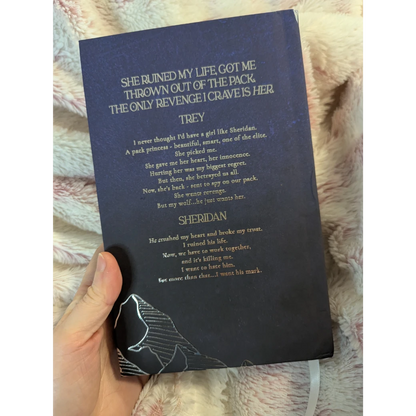 SHE RUINED MY LIFE, GOT ME
THROWN OUT OF THE PACK.
THE ONLY REVENGE I CRAVE IS HER.
TREY
I never thought I'd have a girl like Sheridan.
A pack princess - beautiful, smart, one of the elite.
She picked me.
She gave me her heart, her innocence.
Hurting her was my biggest regret.
But then, she betrayed us all.
Now, she's back - sent to spy on our pack.
She wants revenge.
But my wolf...he just wants her.
SHERIDAN
He crushed my heart and broke my trust.
I ruined his life.
Now, we have to work together,
and it's killing me.
I want to hate him.
But more than that...I want his mark.